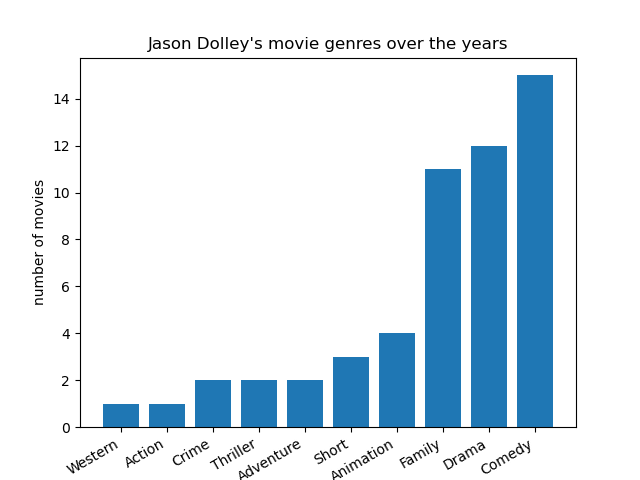 Jason Dolley's movie genres over the years
number of movies
14
12
10
8
6
4
2
0
Western
Action
Crime
Thriller
Adventure
Short
Animation
Family
Drama
Comedy